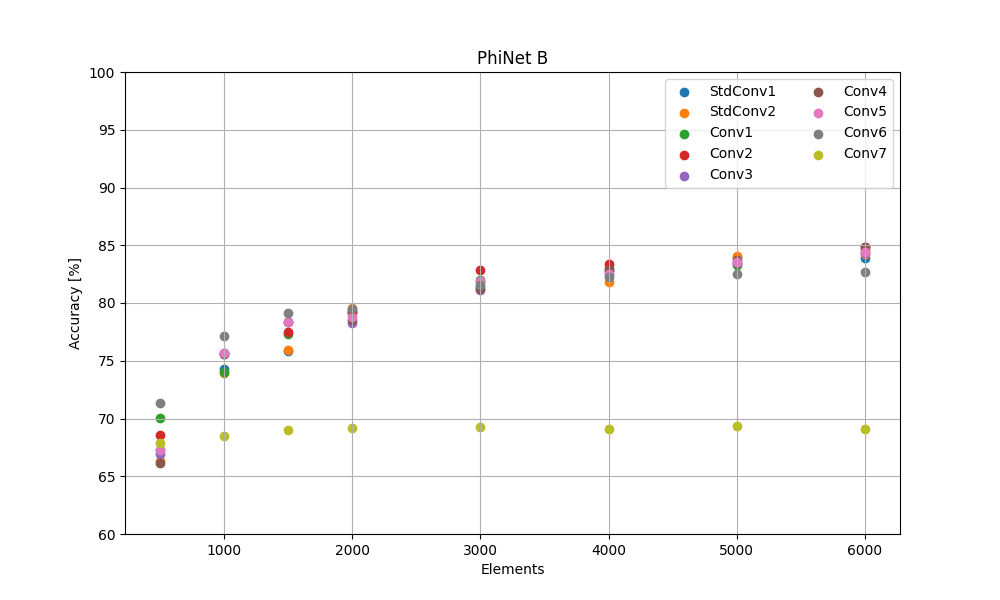 PhiNet B
100
95
90
85
80
75
70
65
60
Accuracy [%]
1000 2000 3000 4000 5000 6000
Elements
StdConv1
StdConv2
Conv1
Conv2
Conv3
Conv4
Conv5
Conv6
Conv7